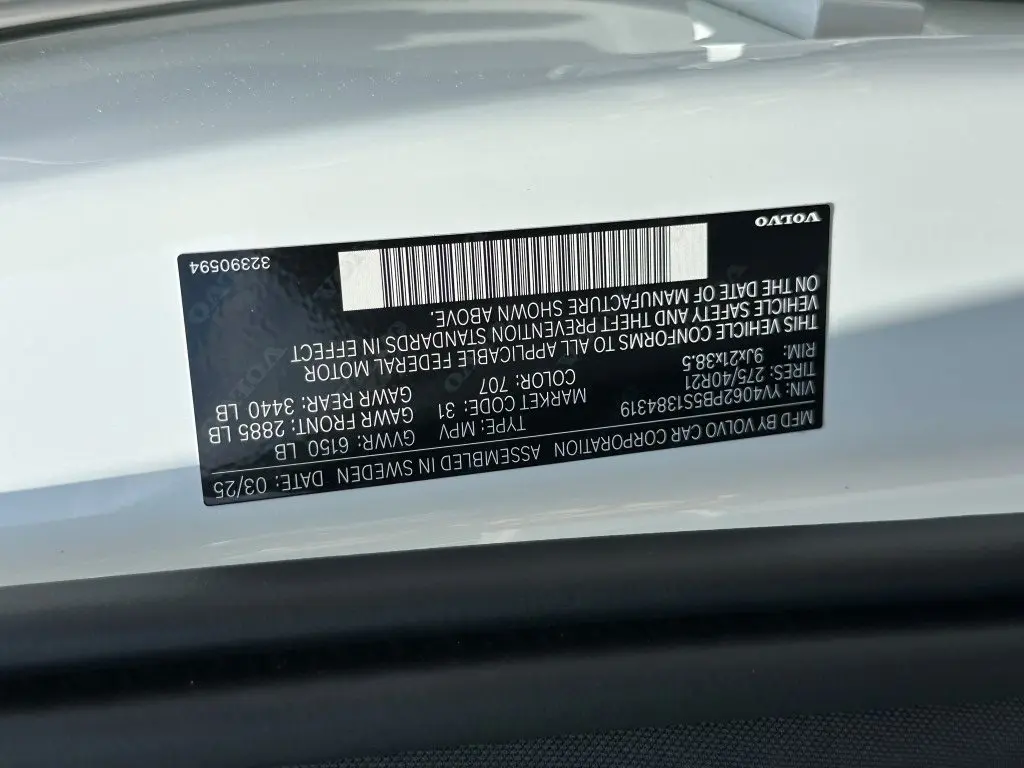 MFD BY VOLVO CAR CORPORATION ASSEMBLED IN SWEDEN DATE: 03/25
VIN: YV4062PB5S1384319 TYPE: MPV GVWR: 6150 LB
TIRES: 275/40R21 MARKET CODE: 31 GAWR FRONT: 2885 LB
RIM: 9Jx21x38.5 COLOR: 707 GAWR REAR: 3440 LB
THIS VEHICLE CONFORMS TO ALL APPLICABLE FEDERAL MOTOR
VEHICLE SAFETY AND THEFT PREVENTION STANDARDS IN EFFECT
ON THE DATE OF MANUFACTURE SHOWN ABOVE.
VOLVO 32390594